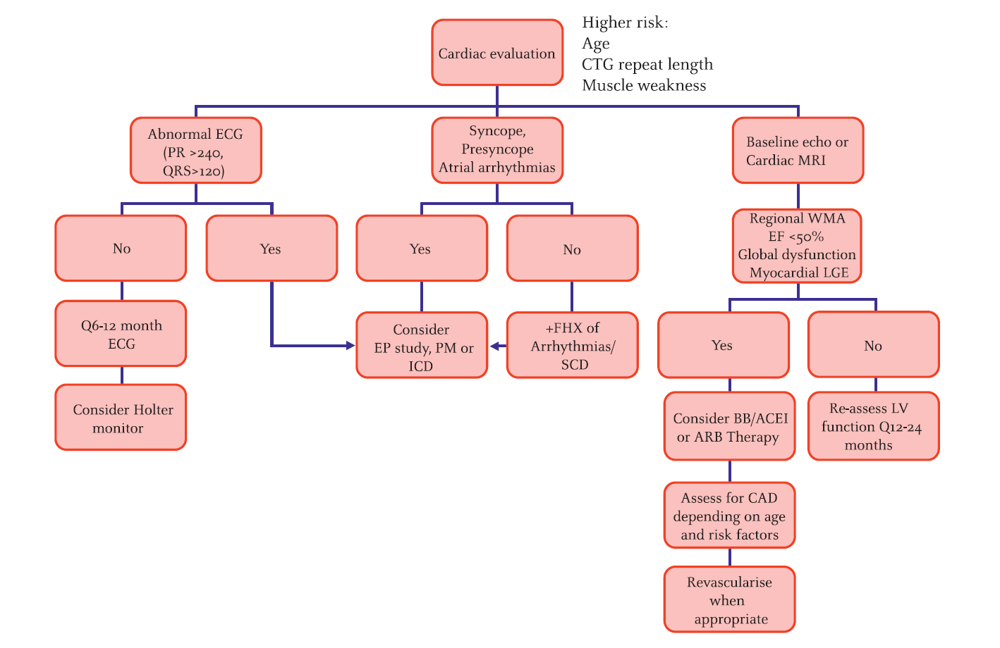 Cardiac evaluation
Higher risk:
Age
CTG repeat length
Muscle weakness
Abnormal ECG
(PR >240,
QRS>120)
Syncope,
Presyncope
Atrial arrhythmias
Baseline echo or
Cardiac MRI
No
Yes
Yes
No
Regional WMA
EF <50%
Global dysfunction
Myocardial LGE
Q6-12 month
ECG
Consider
EP study, PM or
ICD
+FHX of
Arrhythmias/
SCD
Yes
No
Consider Holter
monitor
Consider BB/ACEI
or ARB Therapy
Re-assess LV
function Q12-24
months
Assess for CAD
depending on age
and risk factors
Revascularise
when
appropriate